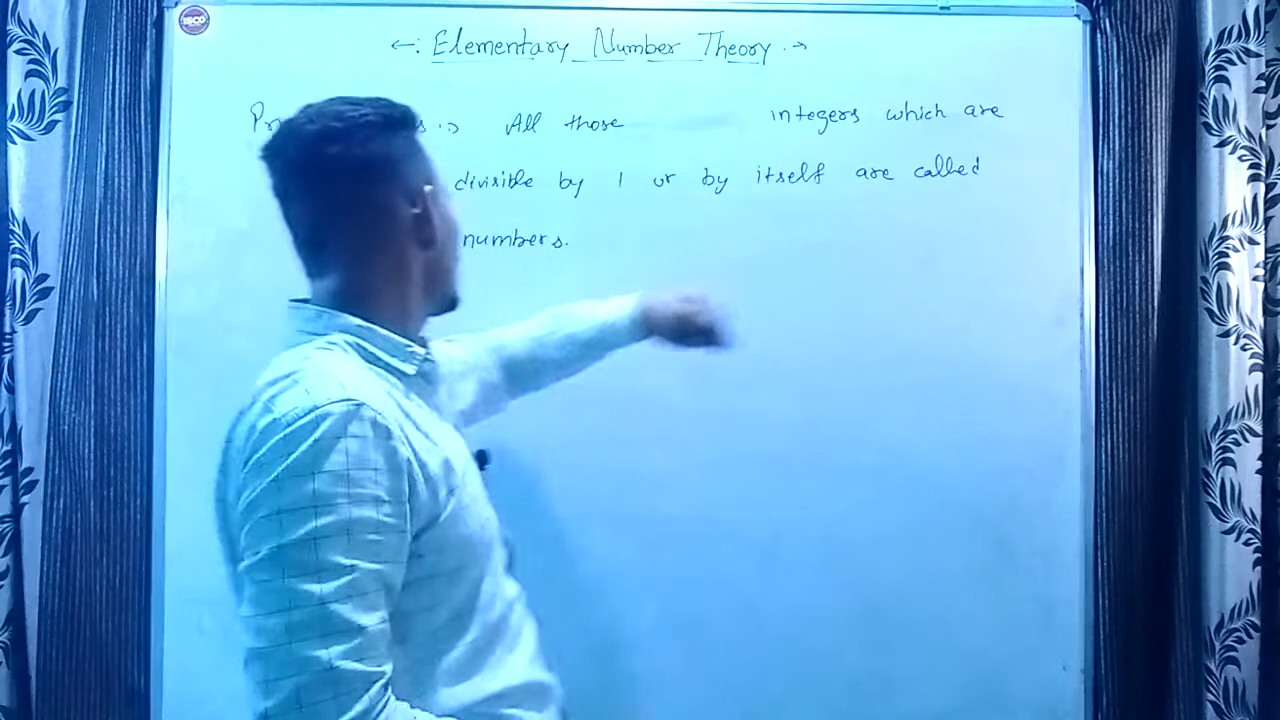 ←: Elementary Number Theory :→
All those integers which are
divisible by 1 or by itself are called
numbers.